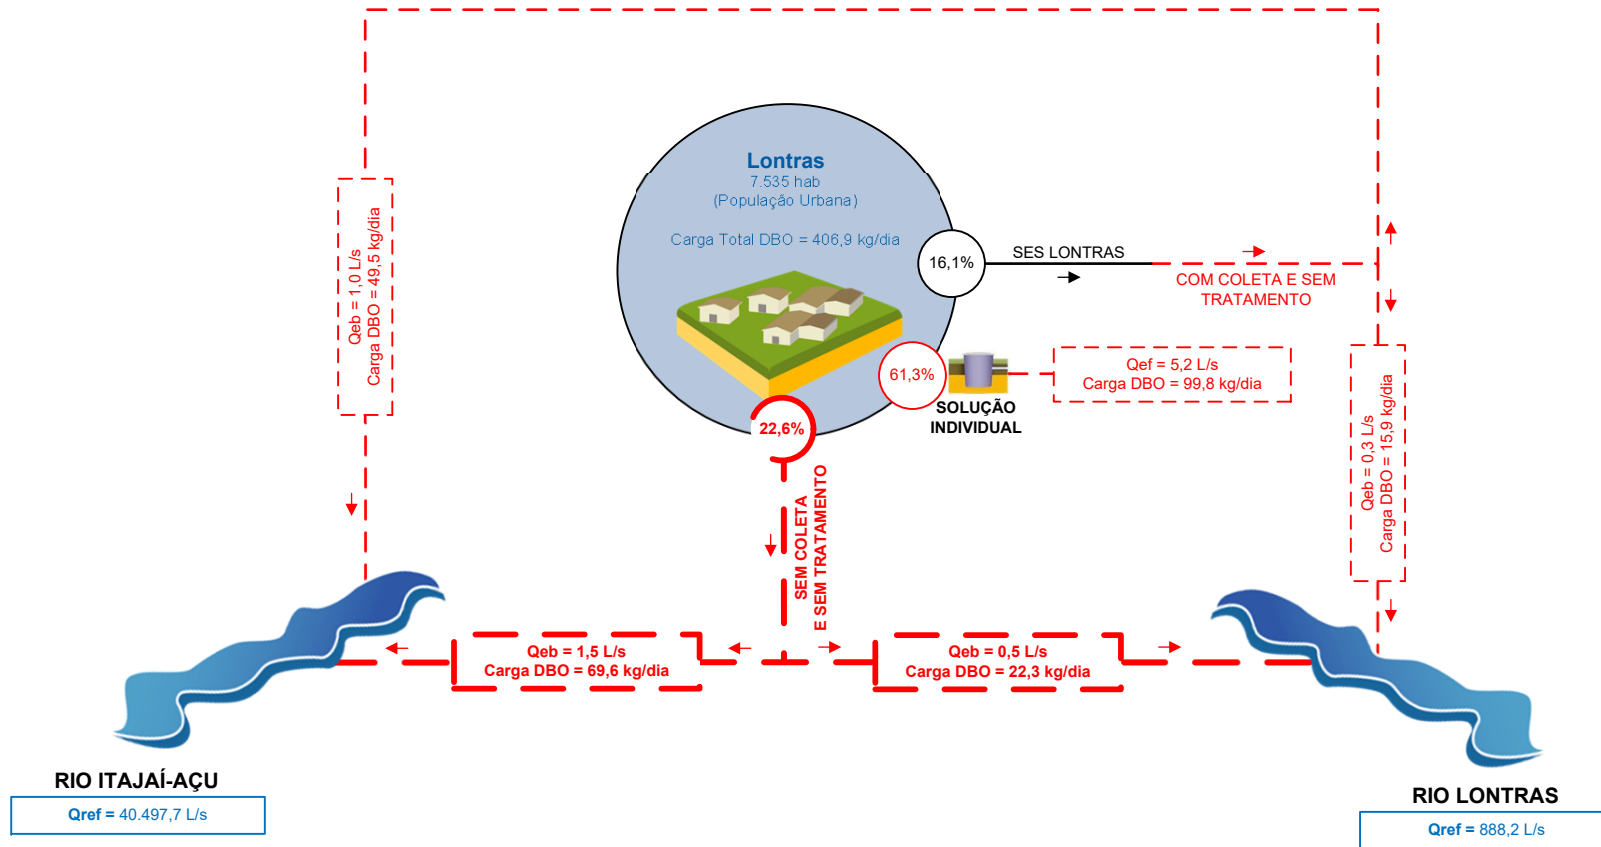 Lontras
7.535 hab
(População Urbana)
Carga Total DBO = 406,9 kg/dia
16,1%
SES LONTRAS
COM COLETA E SEM
TRATAMENTO
61,3%
SOLUÇÃO
INDIVIDUAL
Qef = 5,2 L/s
Carga DBO = 99,8 kg/dia
22,6%
SEM COLETA
E SEM TRATAMENTO
Qeb = 1,0 L/s
Carga DBO = 49,5 kg/dia
Qeb = 0,3 L/s
Carga DBO = 15,9 kg/dia
Qeb = 1,5 L/s
Carga DBO = 69,6 kg/dia
Qeb = 0,5 L/s
Carga DBO = 22,3 kg/dia
RIO ITAJAÍ-AÇU
Qref = 40.497,7 L/s
RIO LONTRAS
Qref = 888,2 L/s